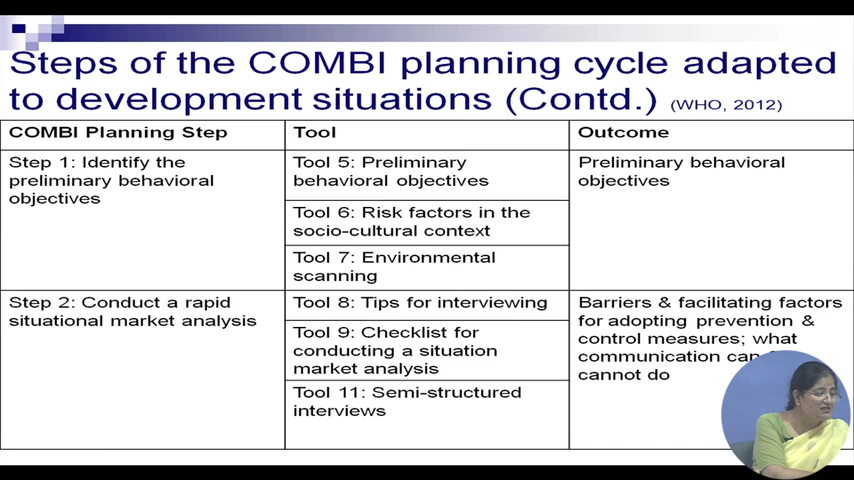 Steps of the COMBI planning cycle adapted
to development situations (Contd.) (WHO, 2012)
COMBI Planning Step
Tool
Outcome
Step 1: Identify the
preliminary behavioral
objectives
Tool 5: Preliminary
behavioral objectives
Tool 6: Risk factors in the
socio-cultural context
Tool 7: Environmental
scanning
Preliminary behavioral
objectives
Step 2: Conduct a rapid
situational market analysis
Tool 8: Tips for interviewing
Tool 9: Checklist for
conducting a situation
market analysis
Tool 11: Semi-structured
interviews
Barriers & facilitating factors
for adopting prevention &
control measures; what
communication can
cannot do